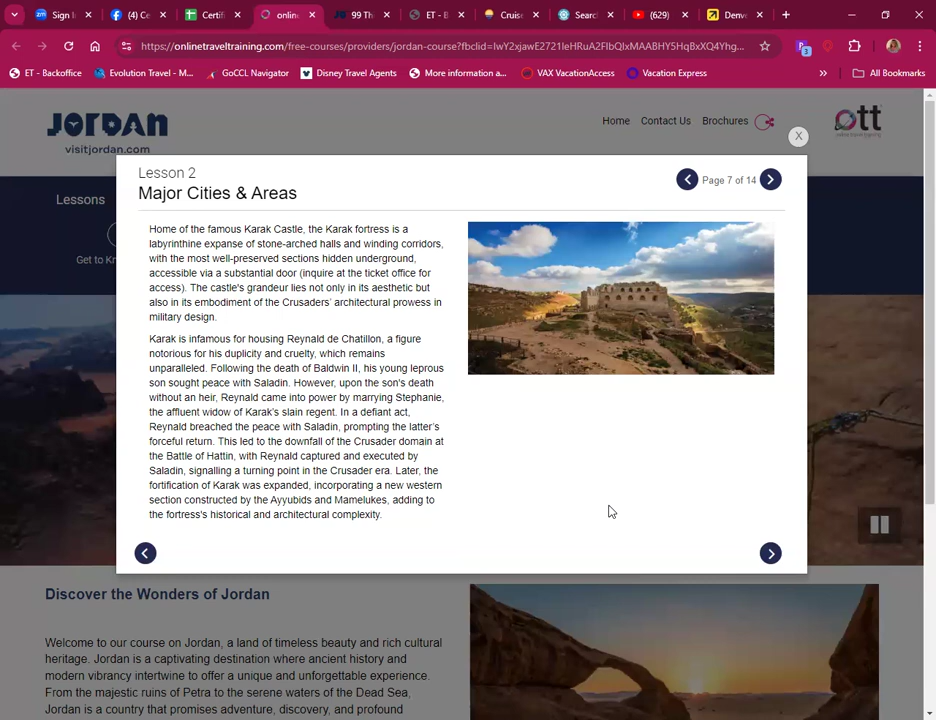 Sign I
(4) Ce
Certifi
onlin
99 Thi
ET - B
Cruise
Searc
(629)
Denve
https://onlinetraveltraining.com/free-courses/providers/jordan-course?fbclid=IwY2xjawE2721leHRuA2FlbQIxMAABHY5HqBxXQ4Yhg...
3
ET - Backoffice
Evolution Travel - M...
GoCCL Navigator
Disney Travel Agents
More information a...
VAX VacationAccess
Vacation Express
All Bookmarks
JORDAN
visitjordan.com
Home
Contact Us
Brochures
ott
X
Lessons
Get to Kn
Lesson 2
Major Cities & Areas
Page 7 of 14
Home of the famous Karak Castle, the Karak fortress is a
labyrinthine expanse of stone-arched halls and winding corridors,
with the most well-preserved sections hidden underground,
accessible via a substantial door (inquire at the ticket office for
access). The castle's grandeur lies not only in its aesthetic but
also in its embodiment of the Crusaders' architectural prowess in
military design.
Karak is infamous for housing Reynald de Chatillon, a figure
notorious for his duplicity and cruelty, which remains
unparalleled. Following the death of Baldwin II, his young leprous
son sought peace with Saladin. However, upon the son's death
without an heir, Reynald came into power by marrying Stephanie,
the affluent widow of Karak's slain regent. In a defiant act,
Reynald breached the peace with Saladin, prompting the latter's
forceful return. This led to the downfall of the Crusader domain at
the Battle of Hattin, with Reynald captured and executed by
Saladin, signalling a turning point in the Crusader era. Later, the
fortification of Karak was expanded, incorporating a new western
section constructed by the Ayyubids and Mamelukes, adding to
the fortress's historical and architectural complexity.
Discover the Wonders of Jordan
Welcome to our course on Jordan, a land of timeless beauty and rich cultural
heritage. Jordan is a captivating destination where ancient history and
modern vibrancy intertwine to offer a unique and unforgettable experience.
From the majestic ruins of Petra to the serene waters of the Dead Sea,
Jordan is a country that promises adventure, discovery, and profound